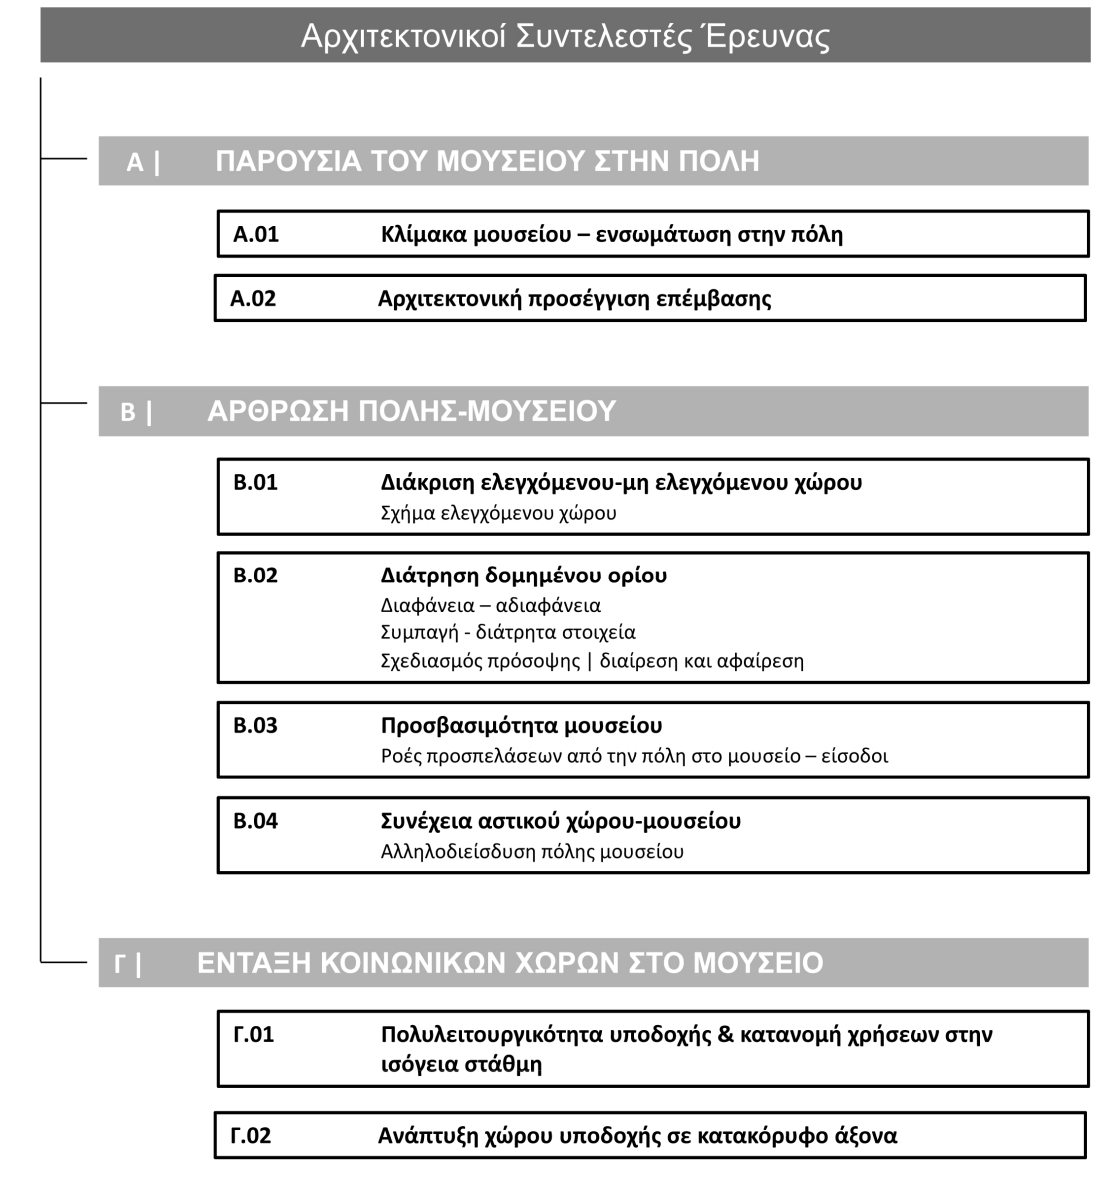 Αρχιτεκτονικοί Συντελεστές Έρευνας
Α | ΠΑΡΟΥΣΙΑ ΤΟΥ ΜΟΥΣΕΙΟΥ ΣΤΗΝ ΠΟΛΗ
Α.01 Κλίμακα μουσείου – ενσωμάτωση στην πόλη
Α.02 Αρχιτεκτονική προσέγγιση επέμβασης
Β | ΑΡΘΡΩΣΗ ΠΟΛΗΣ-ΜΟΥΣΕΙΟΥ
Β.01 Διάκριση ελεγχόμενου-μη ελεγχόμενου χώρου
Σχήμα ελεγχόμενου χώρου
Β.02 Διάτρηση δομημένου ορίου
Διαφάνεια – αδιαφάνεια
Συμπαγή - διάτρητα στοιχεία
Σχεδιασμός πρόσοψης | διαίρεση και αφαίρεση
Β.03 Προσβασιμότητα μουσείου
Ροές προσπελάσεων από την πόλη στο μουσείο – είσοδοι
Β.04 Συνέχεια αστικού χώρου-μουσείου
Αλληλοδιείσδυση πόλης μουσείου
Γ | ΕΝΤΑΞΗ ΚΟΙΝΩΝΙΚΩΝ ΧΩΡΩΝ ΣΤΟ ΜΟΥΣΕΙΟ
Γ.01 Πολυλειτουργικότητα υποδοχής & κατανομή χρήσεων στην
ισόγεια στάθμη
Γ.02 Ανάπτυξη χώρου υποδοχής σε κατακόρυφο άξονα